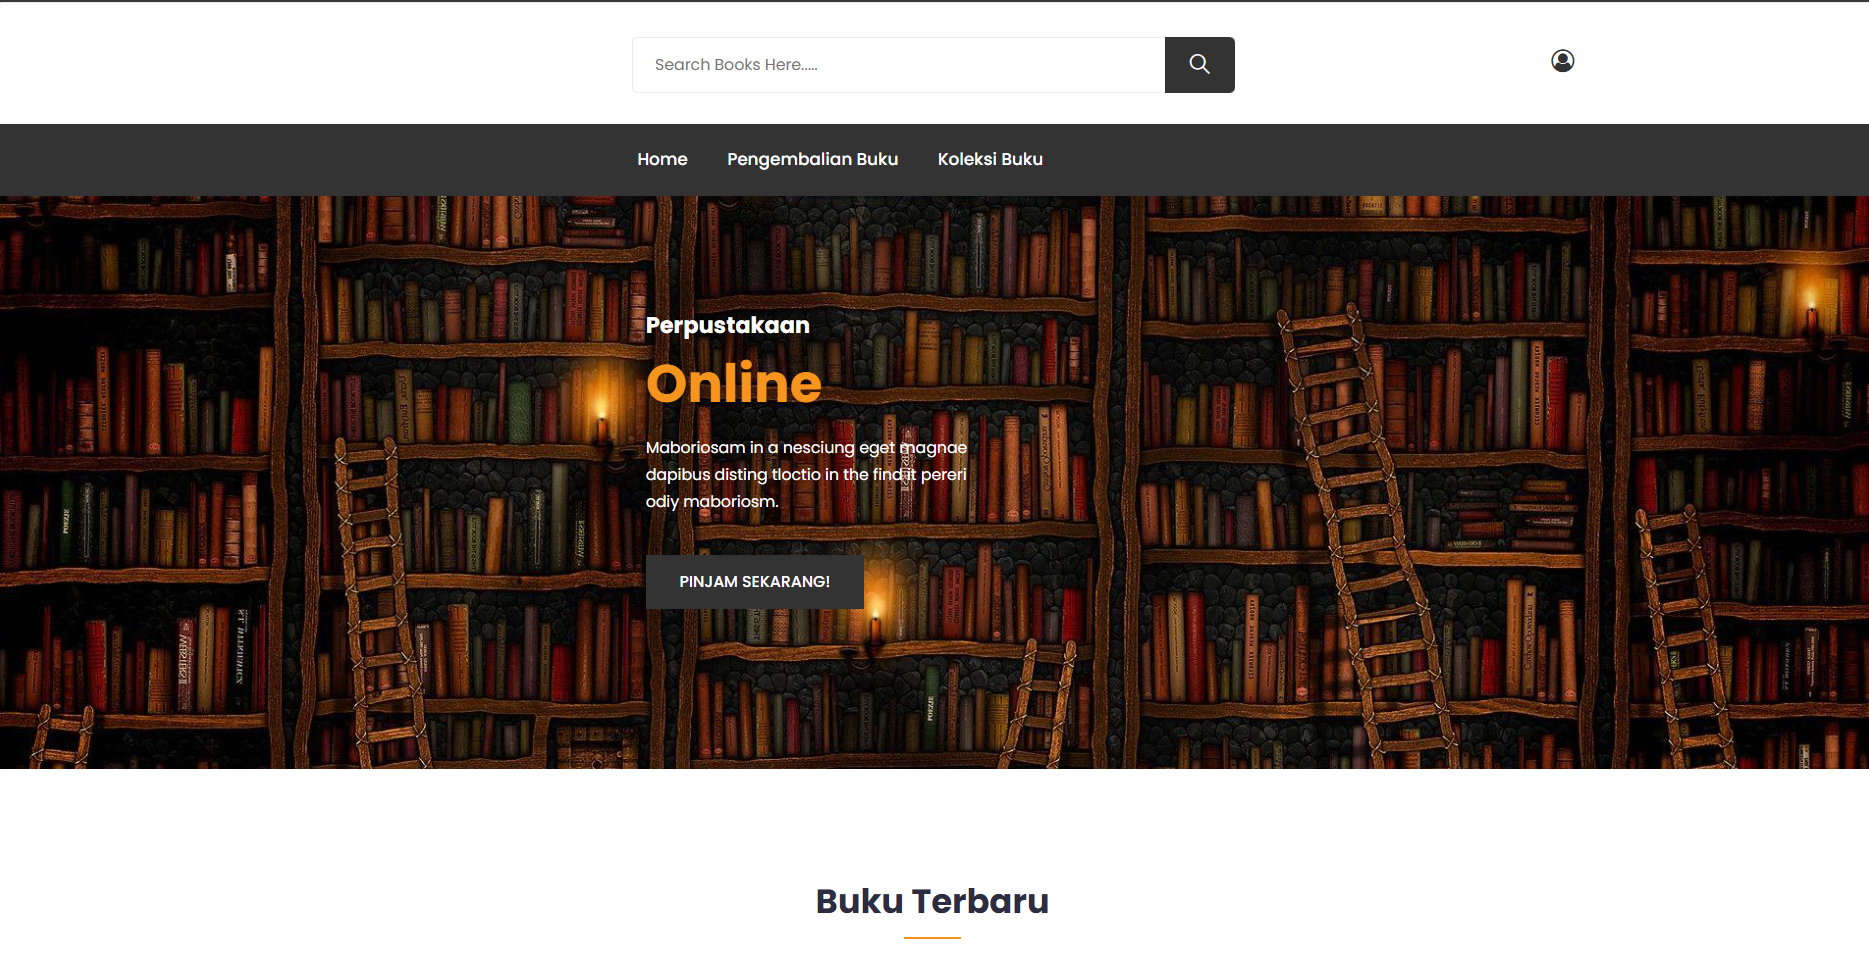 Search Books Here.....
Home Pengembalian Buku Koleksi Buku
Perpustakaan
Online
Maboriosam in a nesciung eget magnae
dapibus disting tloctio in the find it pereri
odiy maboriosm.
PINJAM SEKARANG!
Buku Terbaru